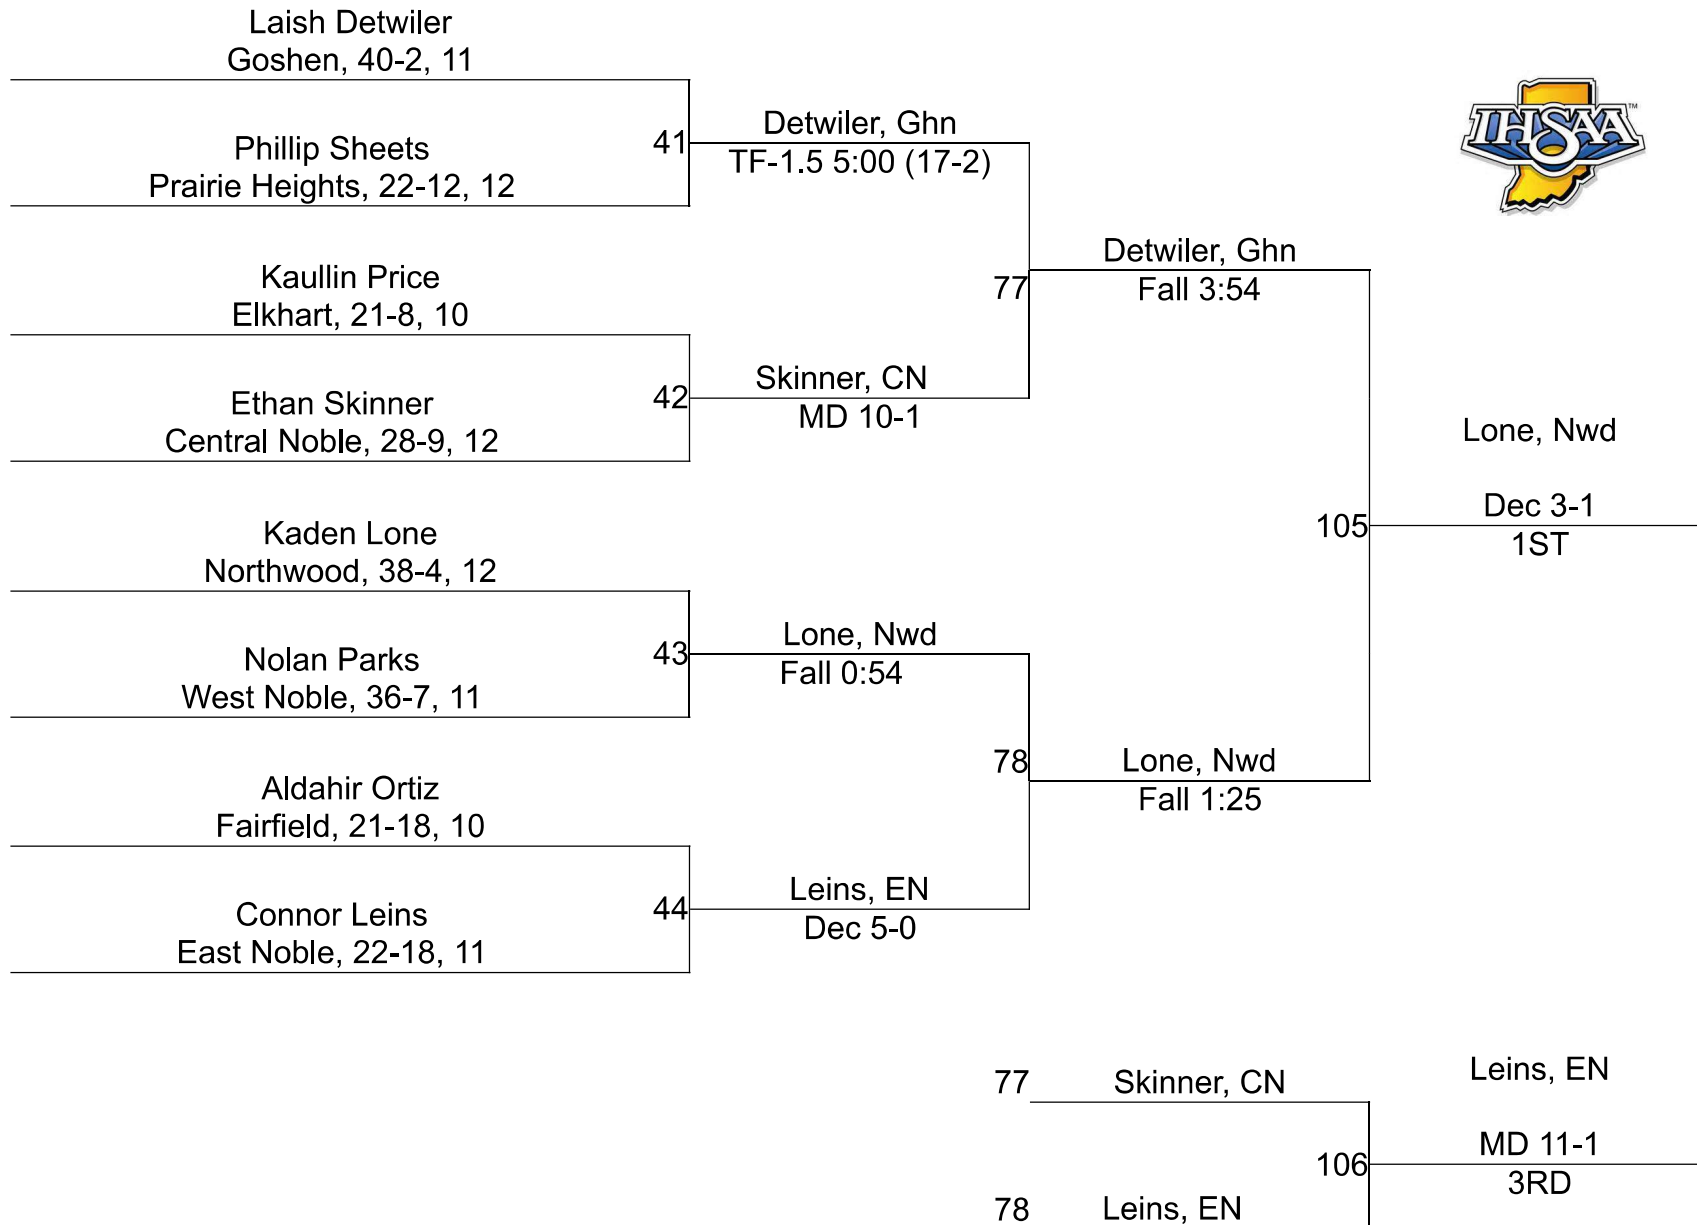 Laish Detwiler
Goshen, 40-2, 11
Phillip Sheets
Prairie Heights, 22-12, 12
41
Detwiler, Ghn
TF-1.5 5:00 (17-2)
IHSAA
TM
Kaullin Price
Elkhart, 21-8, 10
77
Detwiler, Ghn
Fall 3:54
Ethan Skinner
Central Noble, 28-9, 12
42
Skinner, CN
MD 10-1
Lone, Nwd
Dec 3-1
105
1ST
Kaden Lone
Northwood, 38-4, 12
Nolan Parks
West Noble, 36-7, 11
43
Lone, Nwd
Fall 0:54
78
Lone, Nwd
Fall 1:25
Aldahir Ortiz
Fairfield, 21-18, 10
Connor Leins
East Noble, 22-18, 11
44
Leins, EN
Dec 5-0
77
Skinner, CN
Leins, EN
106
MD 11-1
3RD
78
Leins, EN